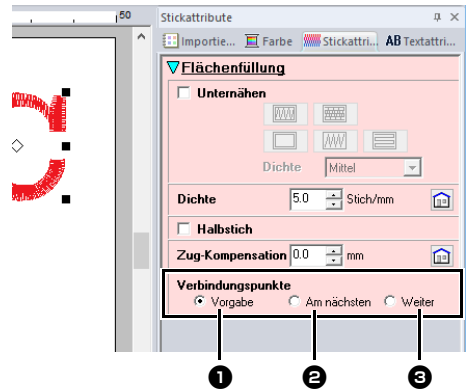 50
Stickattribute
Importie... Farbe Stickattri... AB Textattri...
Flächenfüllung
Unternähen
Dichte Mittel
Dichte 5.0 Stich/mm
Halbstich
Zug-Kompensation 0.0 mm
Verbindungspunkte
Vorgabe Am nächsten Weiter
1 2 3